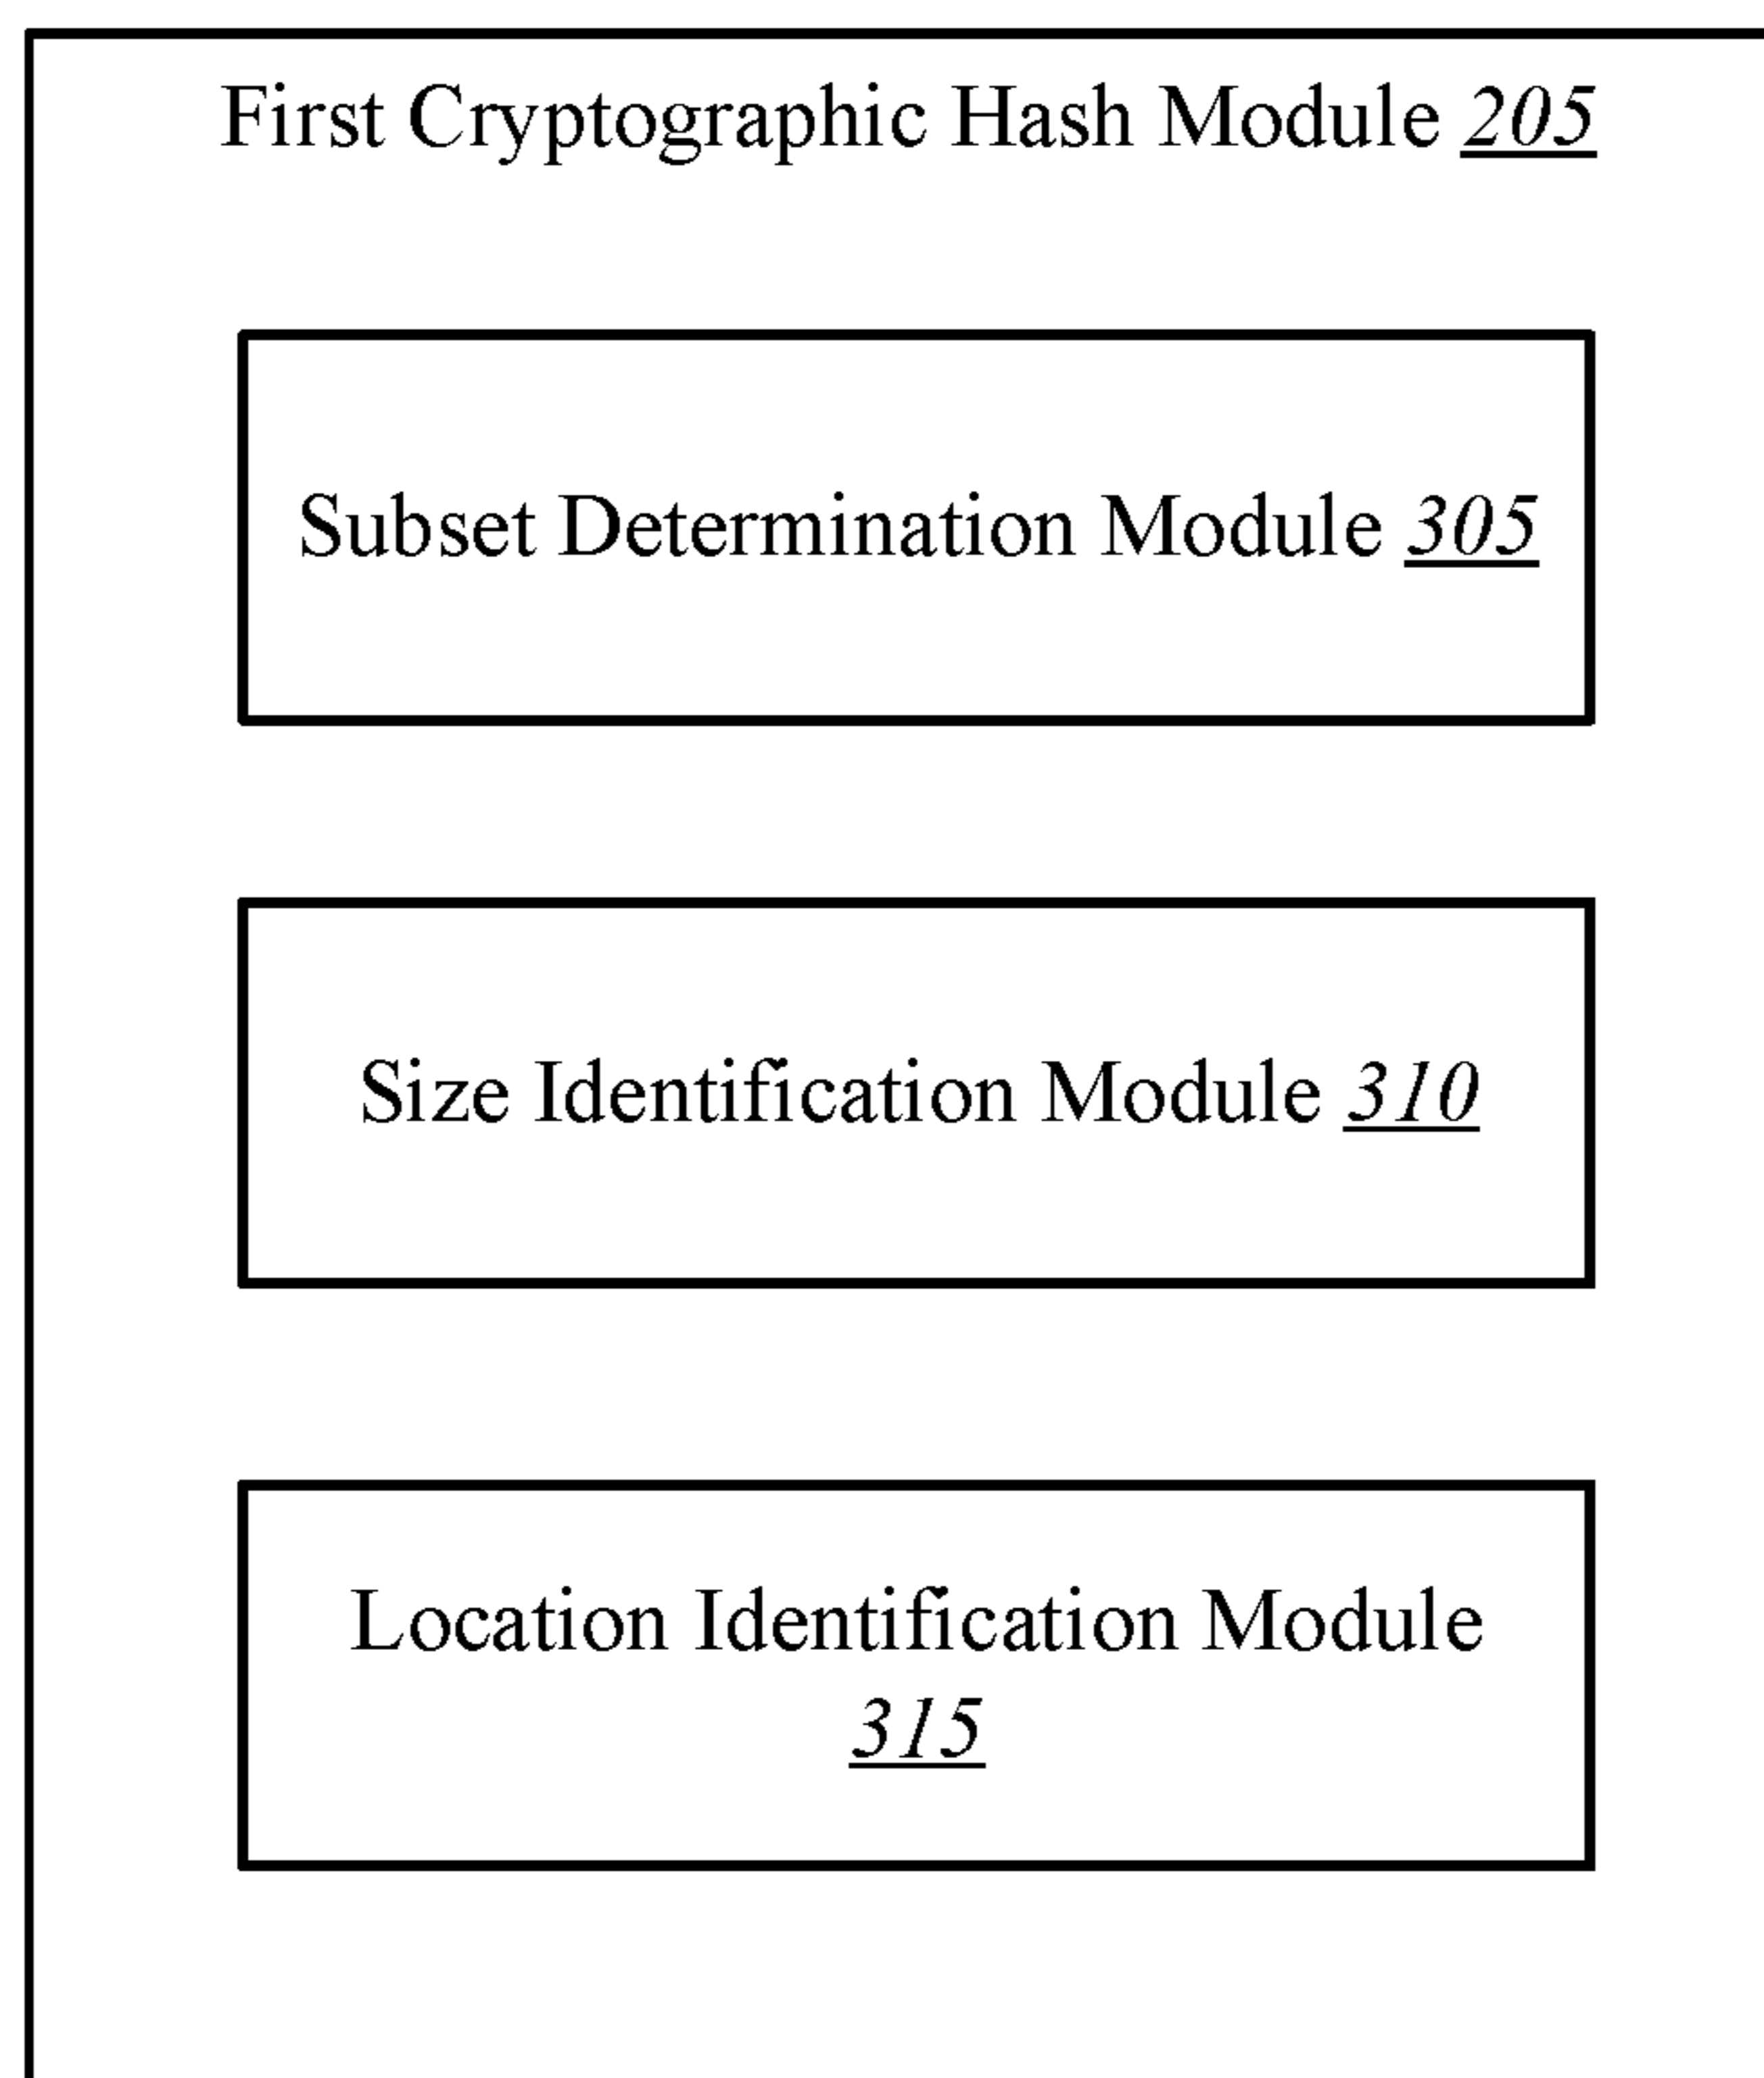 First Cryptographic Hash Module 205
Subset Determination Module 305
Size Identification Module 310
Location Identification Module
315